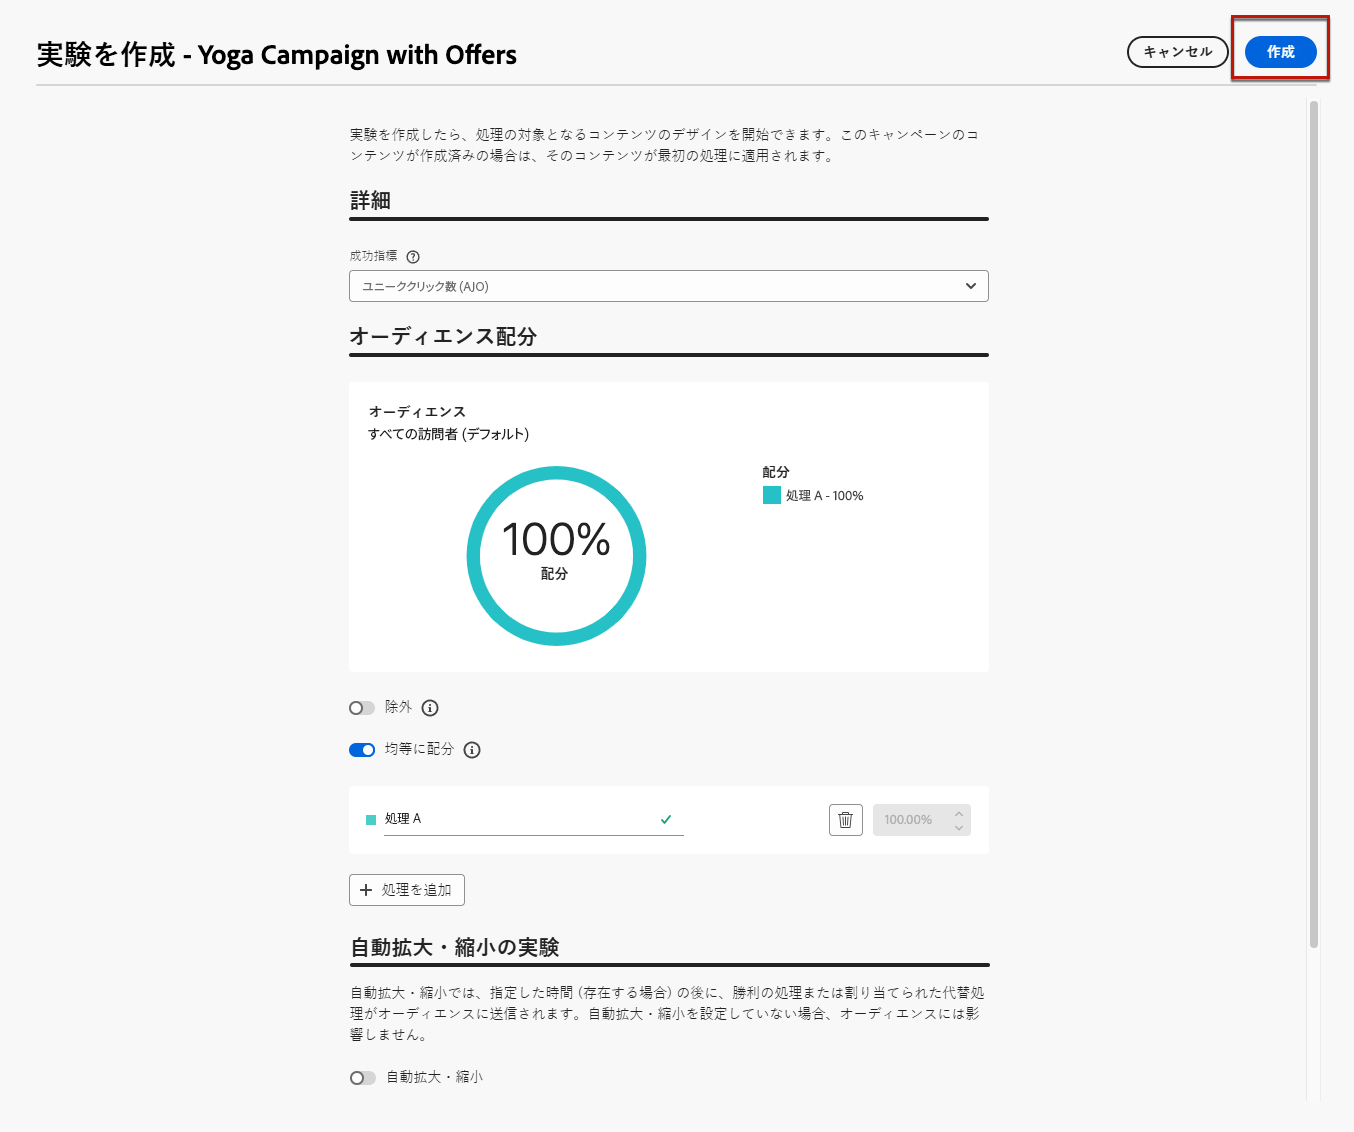 実験を作成 - Yoga Campaign with Offers
キャンセル
作成
実験を作成したら、処理の対象となるコンテンツのデザインを開始できます。このキャンペーンのコ
ンテンツが作成済みの場合は、そのコンテンツが最初の処理に適用されます。
詳細
成功指標
ユニーククリック数 (AJO)
オーディエンス配分
オーディエンス
すべての訪問者 (デフォルト)
100%
配分
配分
処理 A - 100%
除外
均等に配分
処理 A
100.00%
処理を追加
自動拡大・縮小の実験
自動拡大・縮小では、指定した時間 (存在する場合) の後に、勝利の処理または割り当てられた代替処
理がオーディエンスに送信されます。自動拡大・縮小を設定していない場合、オーディエンスには影
響しません。
自動拡大・縮小